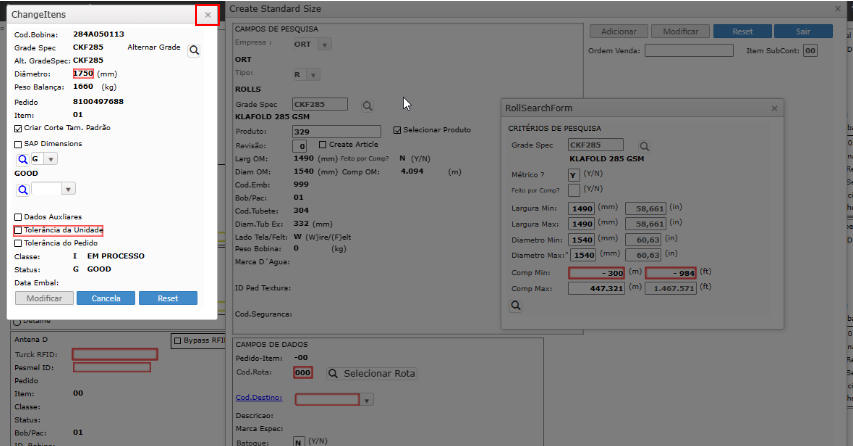 ChangeItens
×
Cod.Bobina: 284A050113
Grade Spec CKF285 Alternar Grade
Alt. GradeSpec: CKF285
Diâmetro: 1750 (mm)
Peso Balança: 1660 (kg)
Pedido 8100497688
Item: 01
Criar Corte Tam. Padrão
SAP Dimensions
G
GOOD
Dados Auxliares
Tolerância da Unidade
Tolerância do Pedido
Classe: I EM PROCESSO
Status: G GOOD
Data Embal:
Modificar Cancela Reset
Detalhe
Antena D Bypass RFI
Turck RFID:
Pesmel ID:
Pedido
Item: 00
Classe:
Status:
Bob/Pac: 01
Create Standard Size
×
CAMPOS DE PESQUISA
Empresa : ORT
ORT
Tipo: R
ROLLS
Grade Spec CKF285
KLAFOLD 285 GSM
Produto: 329 Selecionar Produto
Revisão: 0 Create Article
Larg OM: 1490 (mm) Feito por Comp? N (Y/N)
Diam OM: 1540 (mm) Comp OM: 4.094 (m)
Cod.Emb: 999
Bob/Pac: 01
Cod.Tubete: 304
Diam.Tub Ex: 332 (mm)
Lado Tela/Felt: W (W)ire/(F)elt
Peso Bobina: 0 (kg)
Marca D´Agua:
ID Pad Textura:
Cod.Seguranca:
CAMPOS DE DADOS
Pedido-Item: -00
Cod.Rota: 000 Selecionar Rota
Cod.Destino:
Descricao:
Marca Espec:
Batoque: N (Y/N)
Adicionar Modificar Reset Sair
Ordem Venda: Item SubCont: 00
RollSearchForm
×
CRITÉRIOS DE PESQUISA
Grade Spec CKF285
KLAFOLD 285 GSM
Métrico ? Y (Y/N)
Feito por Comp? (Y/N)
Largura Min: 1490 (mm) 58,661 (in)
Largura Max: 1490 (mm) 58,661 (in)
Diametro Min: 1540 (mm) 60,63 (in)
Diametro Max: 1540 (mm) 60,63 (in)
Comp Min: - 300 (m) - 984 (ft)
Comp Max: 447.321 (m) 1.467.571 (ft)